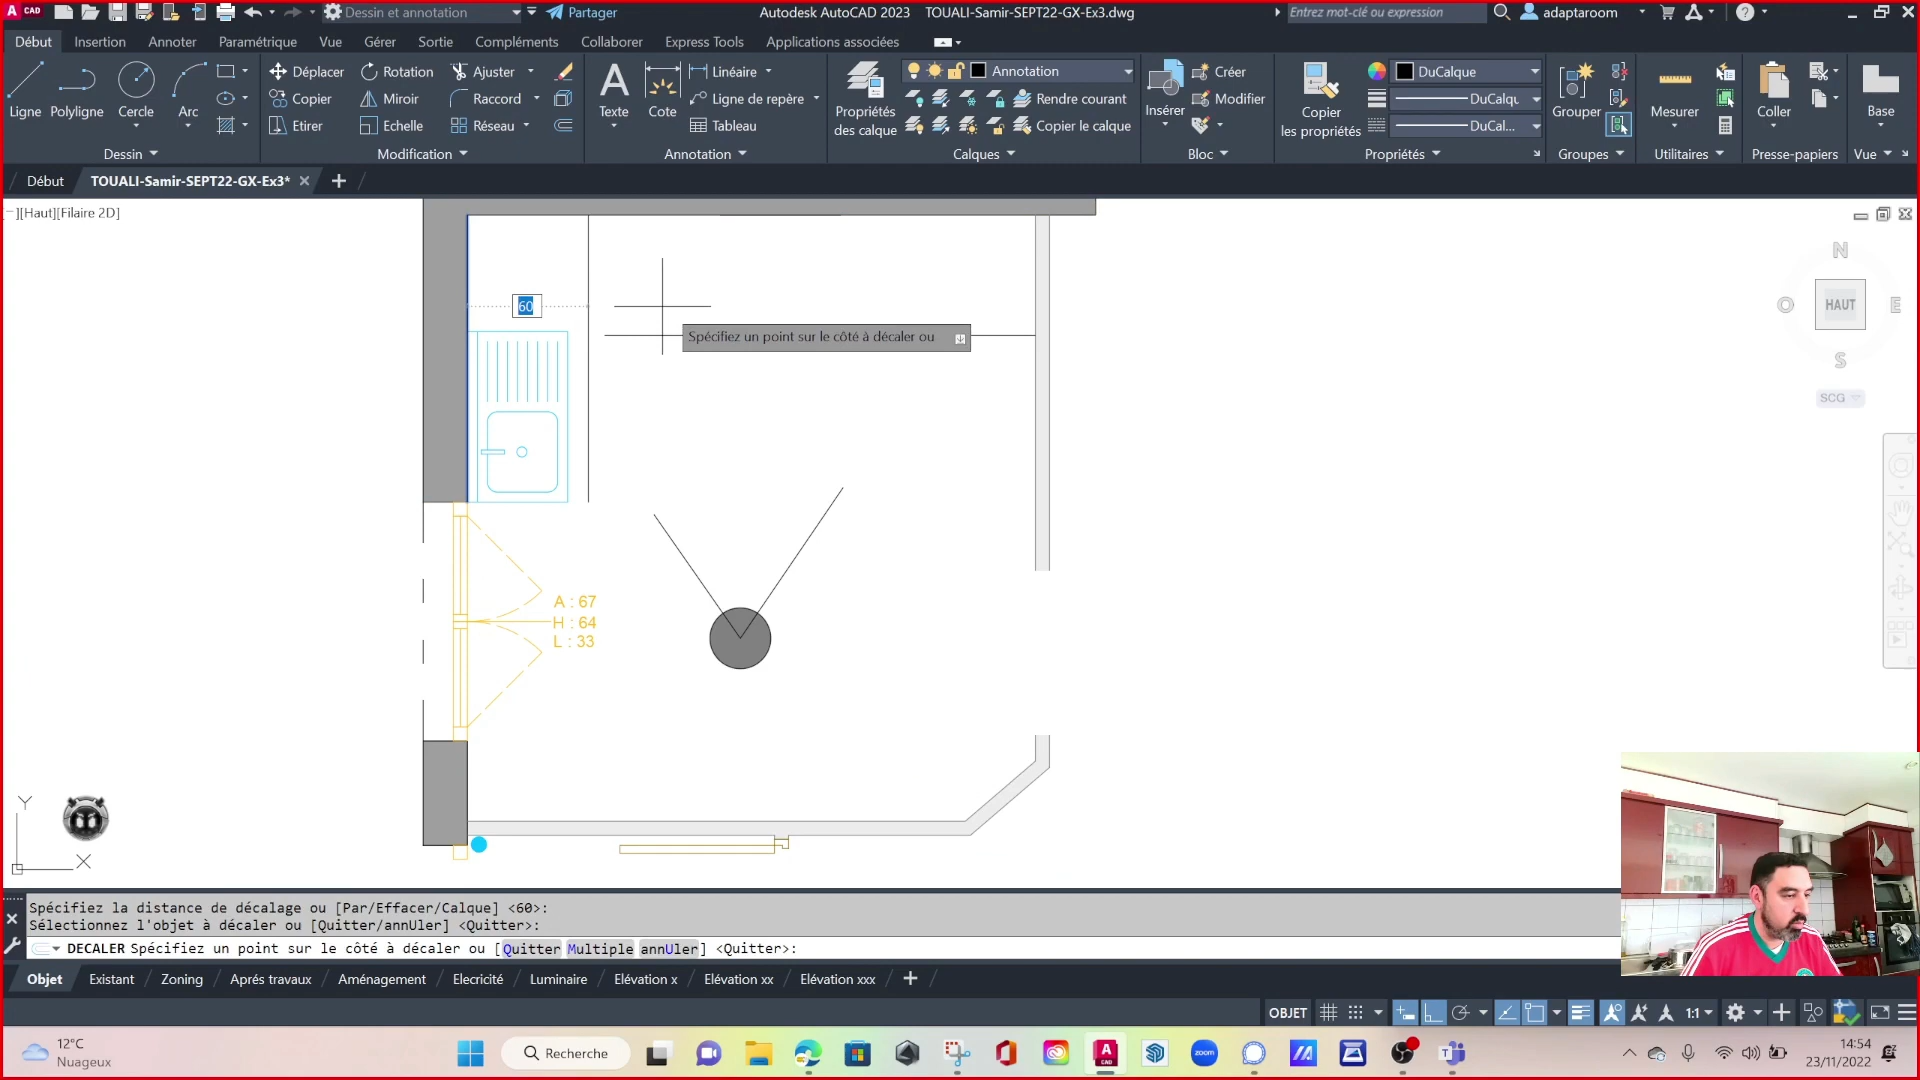 A CAD
Dessin et annotation
Partager
Autodesk AutoCAD 2023 TOUALI-Samir-SEPT22-GX-Ex3.dwg
Entrez mot-clé ou expression
adaptaroom
Début
Insertion
Annoter
Paramétrique
Vue
Gérer
Sortie
Compléments
Collaborer
Express Tools
Applications associées
Ligne
Polyligne
Cercle
Arc
Dessin
Déplacer
Rotation
Ajuster
Copier
Miroir
Raccord
Etirer
Echelle
Réseau
Modification
Texte
Cote
Linéaire
Ligne de repère
Tableau
Annotation
Propriétés
des calque
Annotation
Rendre courant
Copier le calque
Calques
Insérer
Créer
Modifier
Bloc
Copier
les propriétés
DuCalque
DuCalqu
DuCal...
Propriétés
Grouper
Groupes
Mesurer
Utilitaires
Coller
Presse-papiers
Base
Vue
Début
TOUALI-Samir-SEPT22-GX-Ex3*
][Haut][Filaire 2D]
60
Spécifiez un point sur le côté à décaler ou
A : 67
H : 64
L : 33
N
O
HAUT
E
S
SCG
Y
X
Spécifiez la distance de décalage ou [Par/Effacer/Calque] <60>:
Sélectionnez l'objet à décaler ou [Quitter/annUler] <Quitter>:
DECALER Spécifiez un point sur le côté à décaler ou [Quitter Multiple annUler] <Quitter>:
Objet
Existant
Zoning
Aprés travaux
Aménagement
Elecricité
Luminaire
Elévation x
Elévation xx
Elévation xxx
OBJET
1:1
12°C
Nuageux
Recherche
zoom
A CAD
14:54
23/11/2022